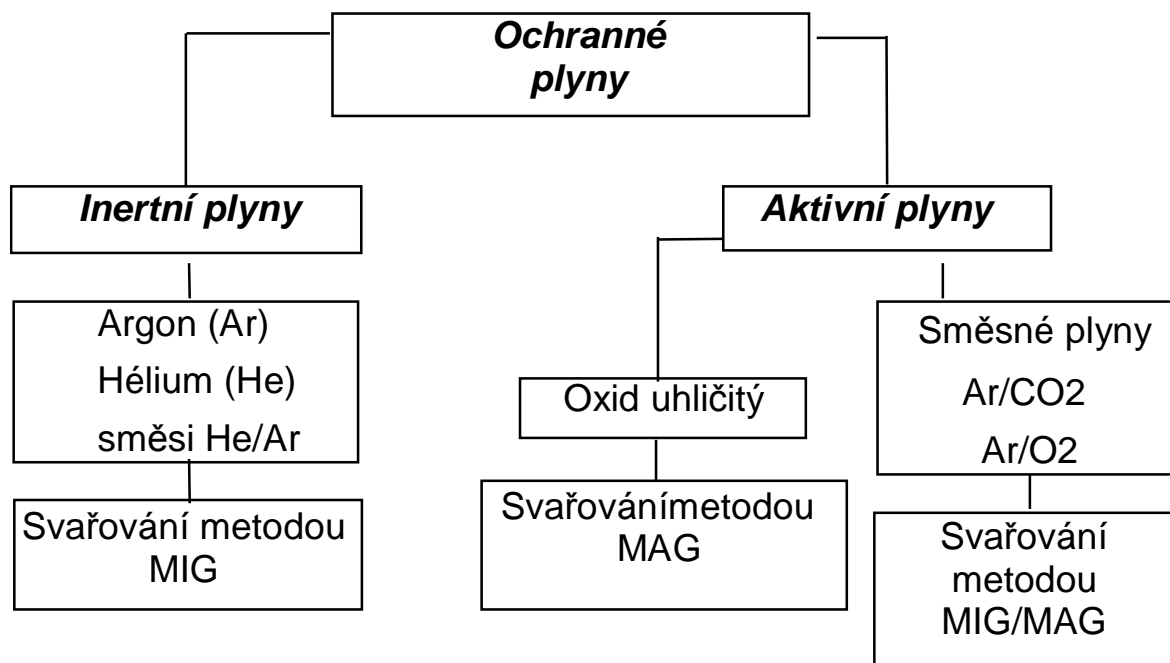 Ochranné
plyny
Inertní plyny
Aktivní plyny
Argon (Ar)
Hélium (He)
směsi He/Ar
Směsné plyny
Ar/CO2
Ar/O2
Oxid uhličitý
Svařování metodou
MIG
Svařovánímetodou
MAG
Svařování
metodou
MIG/MAG